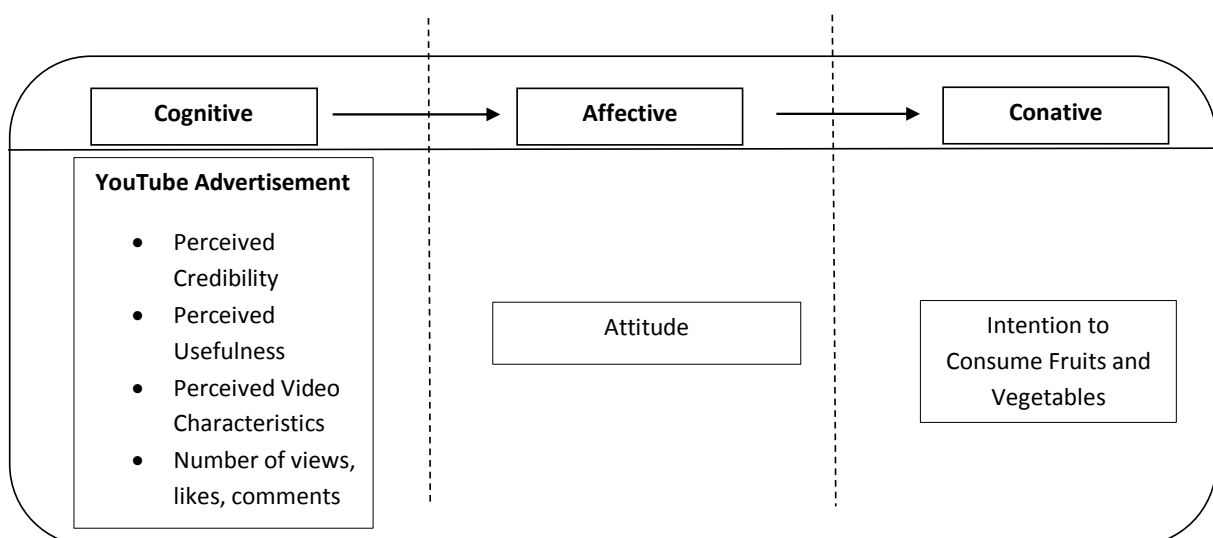 Cognitive
Affective
Conative
YouTube Advertisement
• Perceived
Credibility
• Perceived
Usefulness
• Perceived Video
Characteristics
• Number of views,
likes, comments
Attitude
Intention to
Consume Fruits and
Vegetables